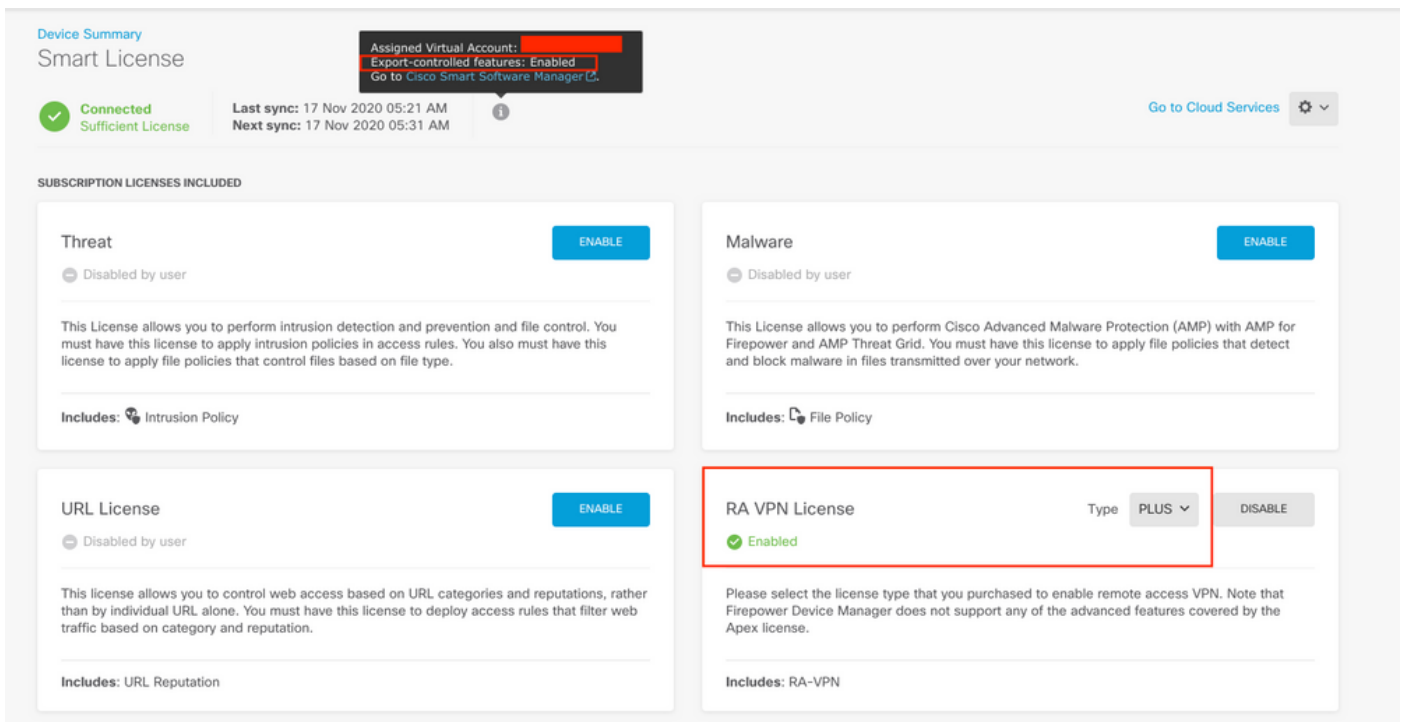 Device Summary
Smart License
Assigned Virtual Account:
Export-controlled features: Enabled
Go to Cisco Smart Software Manager.
Connected
Sufficient License
Last sync: 17 Nov 2020 05:21 AM
Next sync: 17 Nov 2020 05:31 AM
Go to Cloud Services
SUBSCRIPTION LICENSES INCLUDED
Threat
ENABLE
Disabled by user
This License allows you to perform intrusion detection and prevention and file control. You
must have this license to apply intrusion policies in access rules. You also must have this
license to apply file policies that control files based on file type.
Includes: Intrusion Policy
Malware
ENABLE
Disabled by user
This License allows you to perform Cisco Advanced Malware Protection (AMP) with AMP for
Firepower and AMP Threat Grid. You must have this license to apply file policies that detect
and block malware in files transmitted over your network.
Includes: File Policy
URL License
ENABLE
Disabled by user
This license allows you to control web access based on URL categories and reputations, rather
than by individual URL alone. You must have this license to deploy access rules that filter web
traffic based on category and reputation.
Includes: URL Reputation
RA VPN License
Type PLUS
DISABLE
Enabled
Please select the license type that you purchased to enable remote access VPN. Note that
Firepower Device Manager does not support any of the advanced features covered by the
Apex license.
Includes: RA-VPN